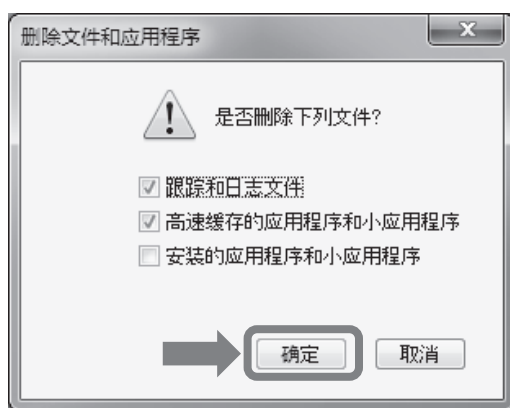 删除文件和应用程序
是否删除下列文件?
跟踪和日志文件
高速缓存的应用程序和小应用程序
安装的应用程序和小应用程序
确定 取消